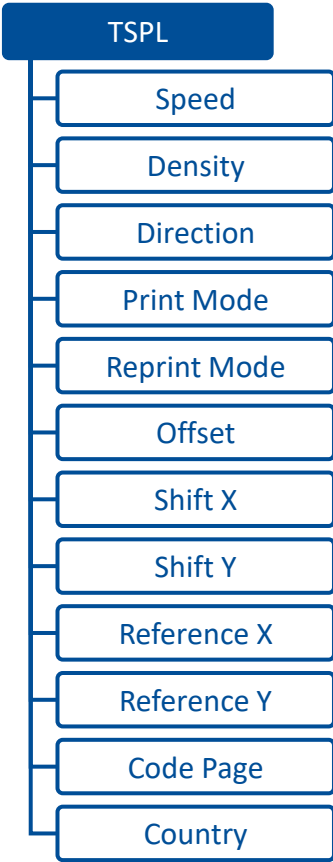 TSPL
Speed
Density
Direction
Print Mode
Reprint Mode
Offset
Shift X
Shift Y
Reference X
Reference Y
Code Page
Country